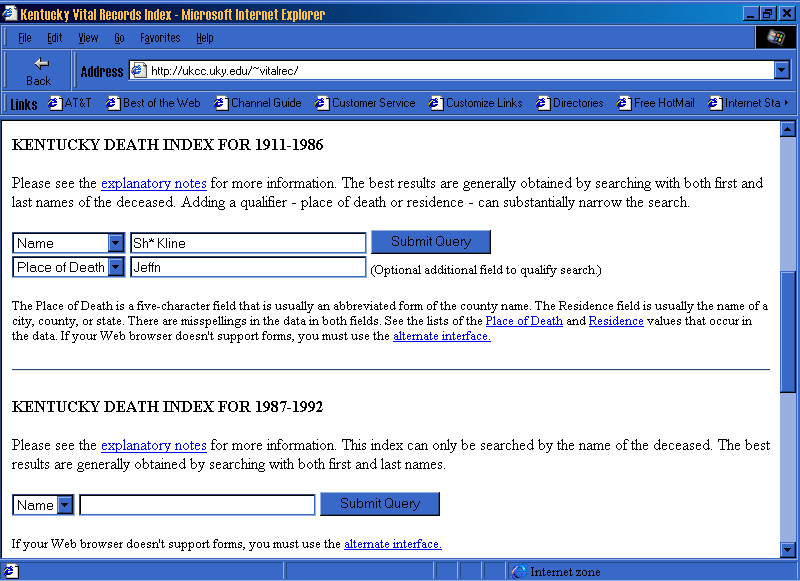 Kentucky Vital Records Index - Microsoft Internet Explorer
File Edit View Go Favorites Help
Back Address http://ukcc.uky.edu/~vitalrec/
Links AT&T Best of the Web Channel Guide Customer Service Customize Links Directories Free HotMail Internet Sta
KENTUCKY DEATH INDEX FOR 1911-1986
Please see the explanatory notes for more information. The best results are generally obtained by searching with both first and
last names of the deceased. Adding a qualifier - place of death or residence - can substantially narrow the search.
Name Sh* Kline Submit Query
Place of Death Jeffn (Optional additional field to qualify search.)
The Place of Death is a five-character field that is usually an abbreviated form of the county name. The Residence field is usually the name of a
city, county, or state. There are misspellings in the data in both fields. See the lists of the Place of Death and Residence values that occur in
the data. If your Web browser doesn't support forms, you must use the alternate interface.
KENTUCKY DEATH INDEX FOR 1987-1992
Please see the explanatory notes for more information. This index can only be searched by the name of the deceased. The best
results are generally obtained by searching with both first and last names.
Name Submit Query
If your Web browser doesn't support forms, you must use the alternate interface.
Internet zone